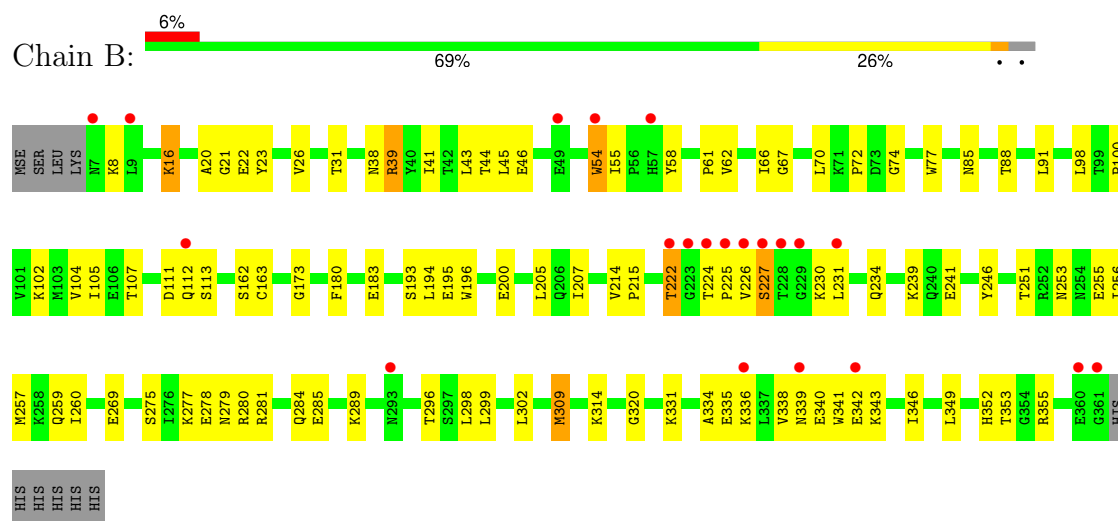 6%
Chain B:
69% 26% • •
MSE SER LEU LYS N7 K8 L9 K16 A20 G21 E22 Y23 V26 T31 N38 R39 Y40 I41 T42 L43 T44 L45 E46 E49 W54 I55 P56 H57 Y58 P61 V62 I66 G67 L70 K71 P72 D73 G74 W77 N85 T88 L91 L98 T99 R100
V101 K102 M103 V104 I105 E106 T107 D111 Q112 S113 S162 C163 G173 F180 E183 S193 L194 E195 W196 E200 L205 Q206 I207 V214 P215 T222 G223 T224 P225 V226 S227 T228 G229 K230 L231 Q234 K239 Q240 E241 Y246 T251 R252 N253 N254 E255 I256
M257 K258 Q259 I260 E269 S275 I276 K277 E278 N279 R280 R281 Q284 E285 K289 N293 T296 S297 L298 L299 L302 M309 K314 G320 K331 A334 E335 K336 L337 V338 N339 E340 W341 E342 K343 I346 L349 H352 T353 G354 R355 E360 G361 HIS
HIS HIS HIS HIS HIS